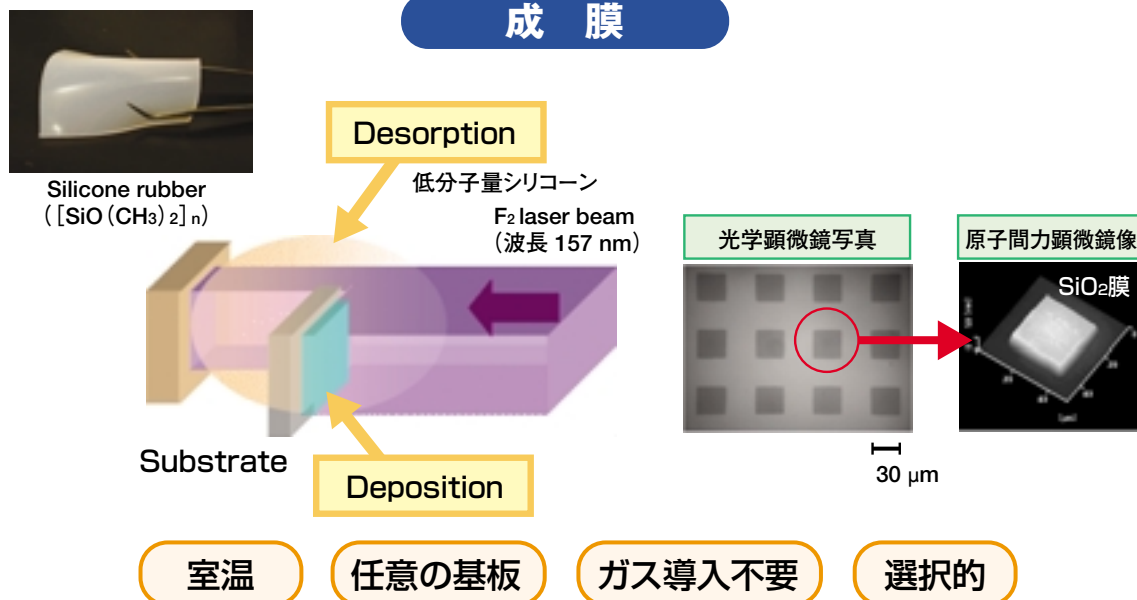 成 膜
Silicone rubber
([SiO(CH3)2]n)
Desorption
低分子量シリコーン
F2 laser beam
(波長 157 nm)
Substrate
Deposition
光学顕微鏡写真
原子間力顕微鏡像
SiO2膜
30 µm
室温
任意の基板
ガス導入不要
選択的